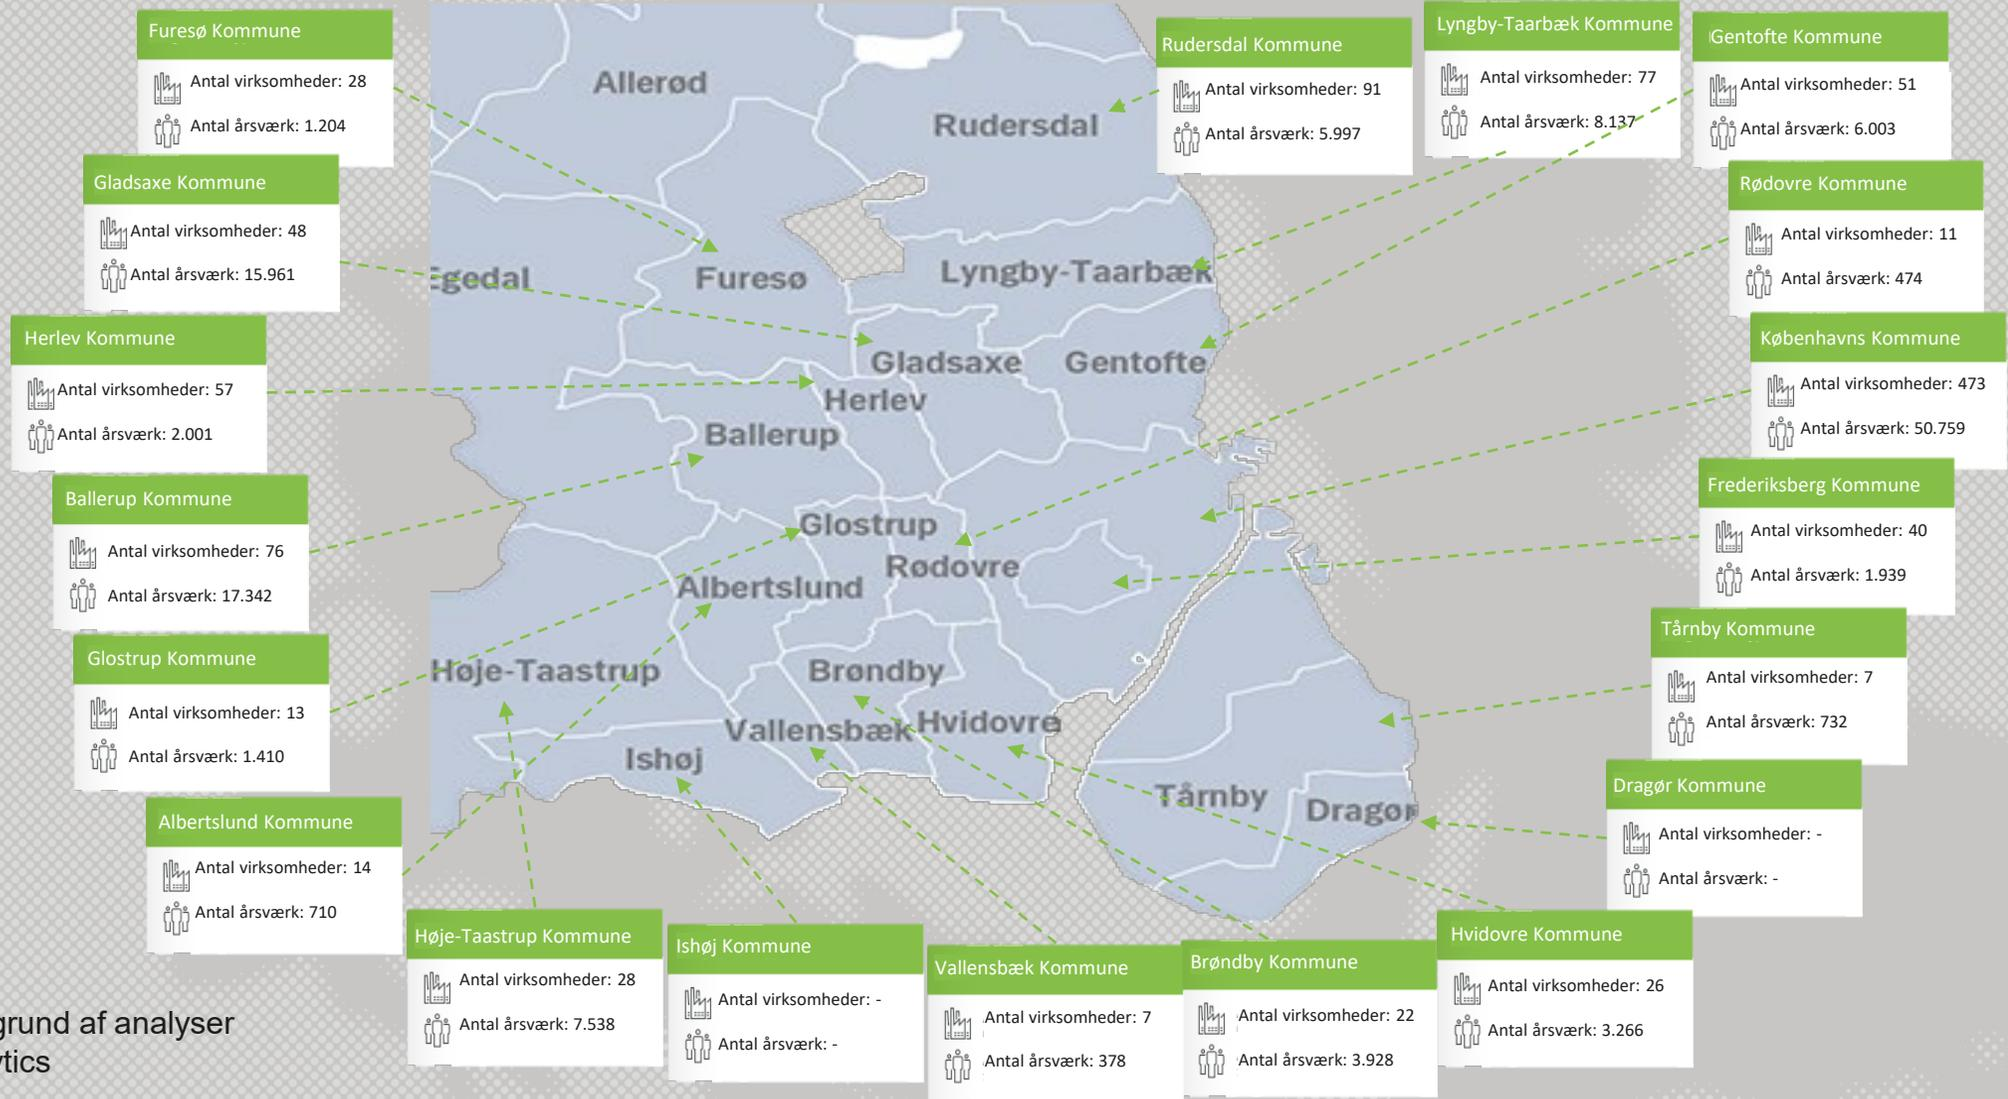 Furesø Kommune
Antal virksomheder: 28
Antal årsværk: 1.204
Gladsaxe Kommune
Antal virksomheder: 48
Antal årsværk: 15.961
Herlev Kommune
Antal virksomheder: 57
Antal årsværk: 2.001
Ballerup Kommune
Antal virksomheder: 76
Antal årsværk: 17.342
Glostrup Kommune
Antal virksomheder: 13
Antal årsværk: 1.410
Albertslund Kommune
Antal virksomheder: 14
Antal årsværk: 710
Høje-Taastrup Kommune
Antal virksomheder: 28
Antal årsværk: 7.538
Ishøj Kommune
Antal virksomheder: -
Antal årsværk: -
Vallensbæk Kommune
Antal virksomheder: 7
Antal årsværk: 378
Brøndby Kommune
Antal virksomheder: 22
Antal årsværk: 3.928
Hvidovre Kommune
Antal virksomheder: 26
Antal årsværk: 3.266
Dragør Kommune
Antal virksomheder: -
Antal årsværk: -
Tårnby Kommune
Antal virksomheder: 7
Antal årsværk: 732
Frederiksberg Kommune
Antal virksomheder: 40
Antal årsværk: 1.939
Københavns Kommune
Antal virksomheder: 473
Antal årsværk: 50.759
Rødovre Kommune
Antal virksomheder: 11
Antal årsværk: 474
Gentofte Kommune
Antal virksomheder: 51
Antal årsværk: 6.003
Lyngby-Taarbæk Kommune
Antal virksomheder: 77
Antal årsværk: 8.137
Rudersdal Kommune
Antal virksomheder: 91
Antal årsværk: 5.997
Allerød
Rudersdal
Egedal
Furesø
Lyngby-Taarbæk
Gladsaxe
Gentofte
Herlev
Ballerup
Glostrup
Rødovre
Albertslund
Høje-Taastrup
Brøndby
Vallensbæk
Hvidovre
Ishøj
Tårnby
Dragør
grund af analyser
tics